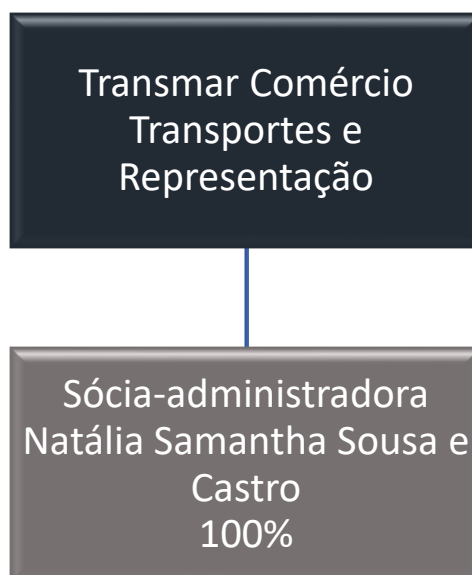 Transmar Comércio
Transportes e
Representação
Sócia-administradora
Natália Samantha Sousa e
Castro
100%